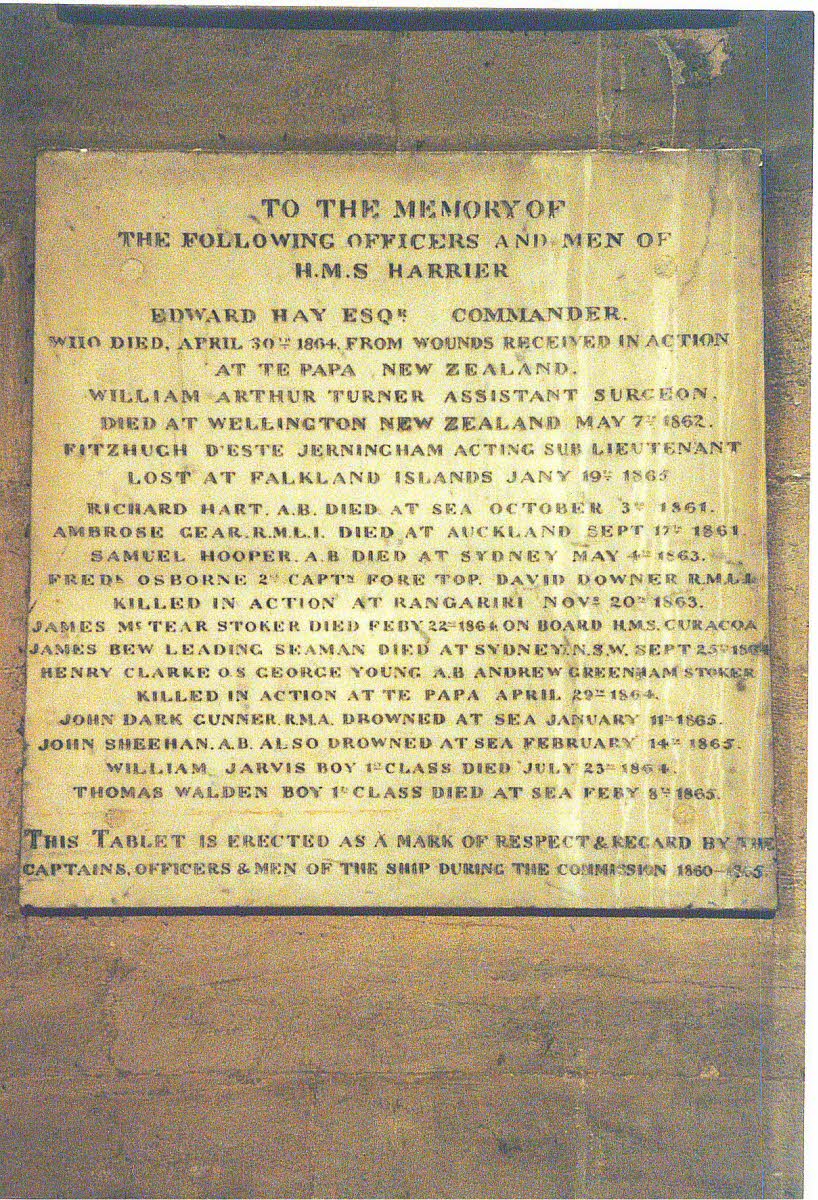 TO THE MEMORY OF
THE FOLLOWING OFFICERS AND MEN OF
H.M.S HARRIER
EDWARD HAY ESQR COMMANDER.
WHO DIED, APRIL 30TH 1864, FROM WOUNDS RECEIVED IN ACTION
AT TE PAPA NEW ZEALAND.
WILLIAM ARTHUR TURNER ASSISTANT SURGEON,
DIED AT WELLINGTON NEW ZEALAND MAY 7TH 1862.
FITZHUGH D'ESTE JERNINGHAM ACTING SUB LIEUTENANT
LOST AT FALKLAND ISLANDS JANY 19TH 1865
RICHARD HART. A.B. DIED AT SEA OCTOBER 3RD 1861.
AMBROSE GEAR. R.M.L.I. DIED AT AUCKLAND SEPT 17TH 1861.
SAMUEL HOOPER. A.B DIED AT SYDNEY MAY 4TH 1863.
FREDK OSBORNE 2ND CAPTN FORE TOP. DAVID DOWNER R.M.L.I.
KILLED IN ACTION AT RANGARIRI NOVR 20TH 1863.
JAMES MCTEAR STOKER DIED FEBY 22ND 1864 ON BOARD H.M.S. CURACOA
JAMES BEW LEADING SEAMAN DIED AT SYDNEY. N.S.W. SEPT 25TH 1864
HENRY CLARKE O.S GEORGE YOUNG A.B ANDREW GREENHAM STOKER
KILLED IN ACTION AT TE PAPA APRIL 29TH 1864.
JOHN DARK GUNNER R.M.A. DROWNED AT SEA JANUARY 11TH 1865.
JOHN SHEEHAN. A.B. ALSO DROWNED AT SEA FEBRUARY 14TH 1865.
WILLIAM JARVIS BOY 1ST CLASS DIED JULY 23RD 1864.
THOMAS WALDEN BOY 1ST CLASS DIED AT SEA FEBY 8TH 1865.
THIS TABLET IS ERECTED AS A MARK OF RESPECT & REGARD BY THE
CAPTAINS, OFFICERS & MEN OF THE SHIP DURING THE COMMISSION 1860-1865